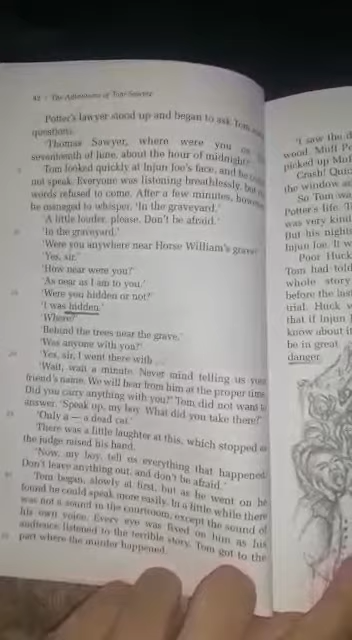 42 The Adventures of Tom Sawyer
Potter's lawyer stood up and began to ask Tom
questions.
'Thomas Sawyer, where were you on
seventeenth of June, about the hour of midnight?'
Tom looked quickly at Injun Joe's face, and he
not speak. Everyone was listening breathlessly, but
words refused to come. After a few minutes, however
he managed to whisper, 'In the graveyard.'
'A little louder, please. Don't be afraid.'
'In the graveyard.'
'Were you anywhere near Horse William's grave
'Yes, sir.'
'How near were you?'
'As near as I am to you.'
'Were you hidden or not?'
'I was hidden.'
'Where?'
'Behind the trees near the grave.'
'Was anyone with you?'
'Yes, sir, I went there with
'Wait, wait a minute. Never mind telling us your
friend's name. We will hear from him at the proper time.
Did you carry anything with you?' Tom did not want to
answer. 'Speak up, my boy. What did you take there?'
'Only a — a dead cat.'
There was a little laughter at this, which stopped as
the judge raised his hand.
'Now, my boy, tell us everything that happened.
Don't leave anything out, and don't be afraid.'
Tom began, slowly at first, but as he went on he
found he could speak more easily. In a little while there
was not a sound in the courtroom, except the sound of
his own voice. Every eye was fixed on him as his
audience listened to the terrible story. Tom got to the
part where the murder happened.
'I saw the
wood. Muff Po
picked up Muf
Crash! Quic
the window a
So Tom wa
Potter's life. T
was very kind
But his night
Injun Joe. It w
Poor Huck
Tom had told
whole story
before the las
trial. Huck w
that if Injun J
know about i
be in great
danger.